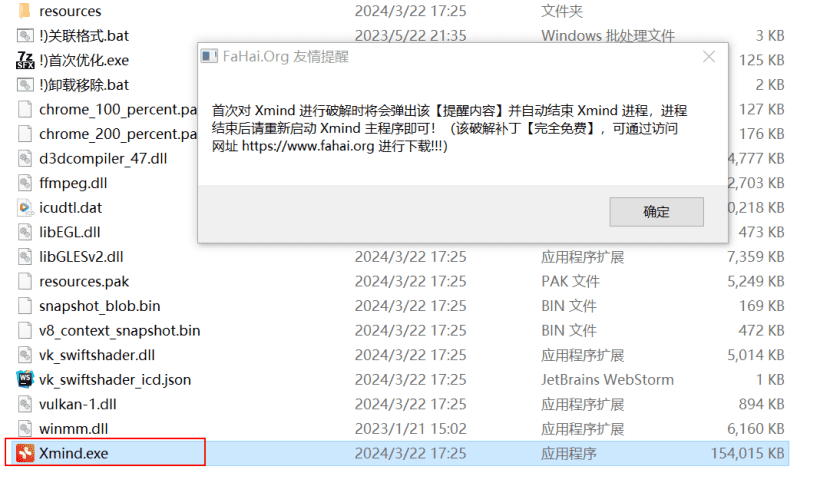 resources 2024/3/22 17:25 文件夹
!)关联格式.bat 2023/5/22 21:35 Windows 批处理文件 3 KB
FaHai.Org 友情提醒
!)首次优化.exe 125 KB
!)卸载移除.bat 2 KB
首次对 Xmind 进行破解时将会弹出该【提醒内容】并自动结束 Xmind 进程，进程
结束后请重新启动 Xmind 主程序即可！（该破解补丁【完全免费】，可通过访问
网址 https://www.fahai.org 进行下载!!!）
确定
chrome_100_percent.pa 127 KB
chrome_200_percent.pa 176 KB
d3dcompiler_47.dll 4,777 KB
ffmpeg.dll 2,703 KB
icudtl.dat 0,218 KB
libEGL.dll 473 KB
libGLESv2.dll 2024/3/22 17:25 应用程序扩展 7,359 KB
resources.pak 2024/3/22 17:25 PAK 文件 5,249 KB
snapshot_blob.bin 2024/3/22 17:25 BIN 文件 169 KB
v8_context_snapshot.bin 2024/3/22 17:25 BIN 文件 472 KB
vk_swiftshader.dll 2024/3/22 17:25 应用程序扩展 5,014 KB
vk_swiftshader_icd.json 2024/3/22 17:25 JetBrains WebStorm 1 KB
vulkan-1.dll 2024/3/22 17:25 应用程序扩展 894 KB
winmm.dll 2023/1/21 15:02 应用程序扩展 6,160 KB
Xmind.exe 2024/3/22 17:25 应用程序 154,015 KB